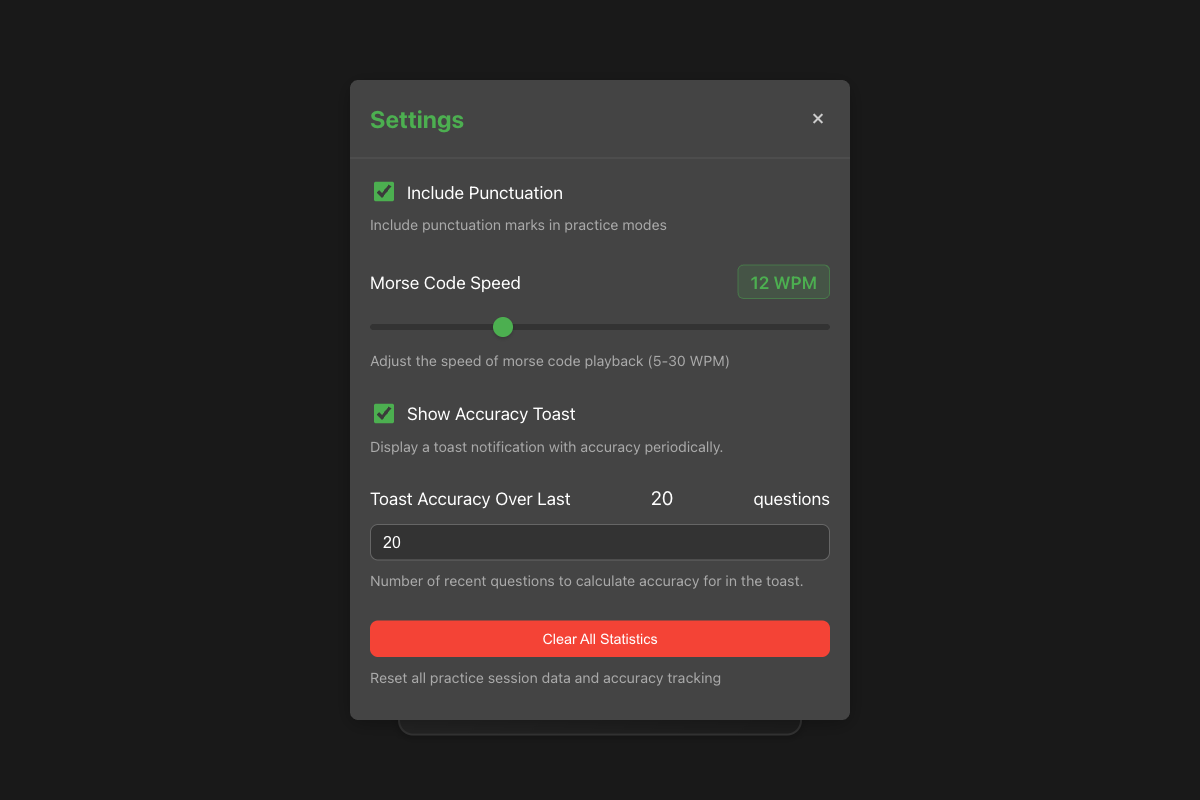 Settings
×
Include Punctuation
Include punctuation marks in practice modes
Morse Code Speed 12 WPM
Adjust the speed of morse code playback (5-30 WPM)
Show Accuracy Toast
Display a toast notification with accuracy periodically.
Toast Accuracy Over Last 20 questions
20
Number of recent questions to calculate accuracy for in the toast.
Clear All Statistics
Reset all practice session data and accuracy tracking